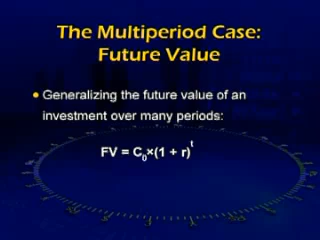 The Multiperiod Case:
Future Value
• Generalizing the future value of an
investment over many periods:
FV = C₀×(1 + r)ᵗ